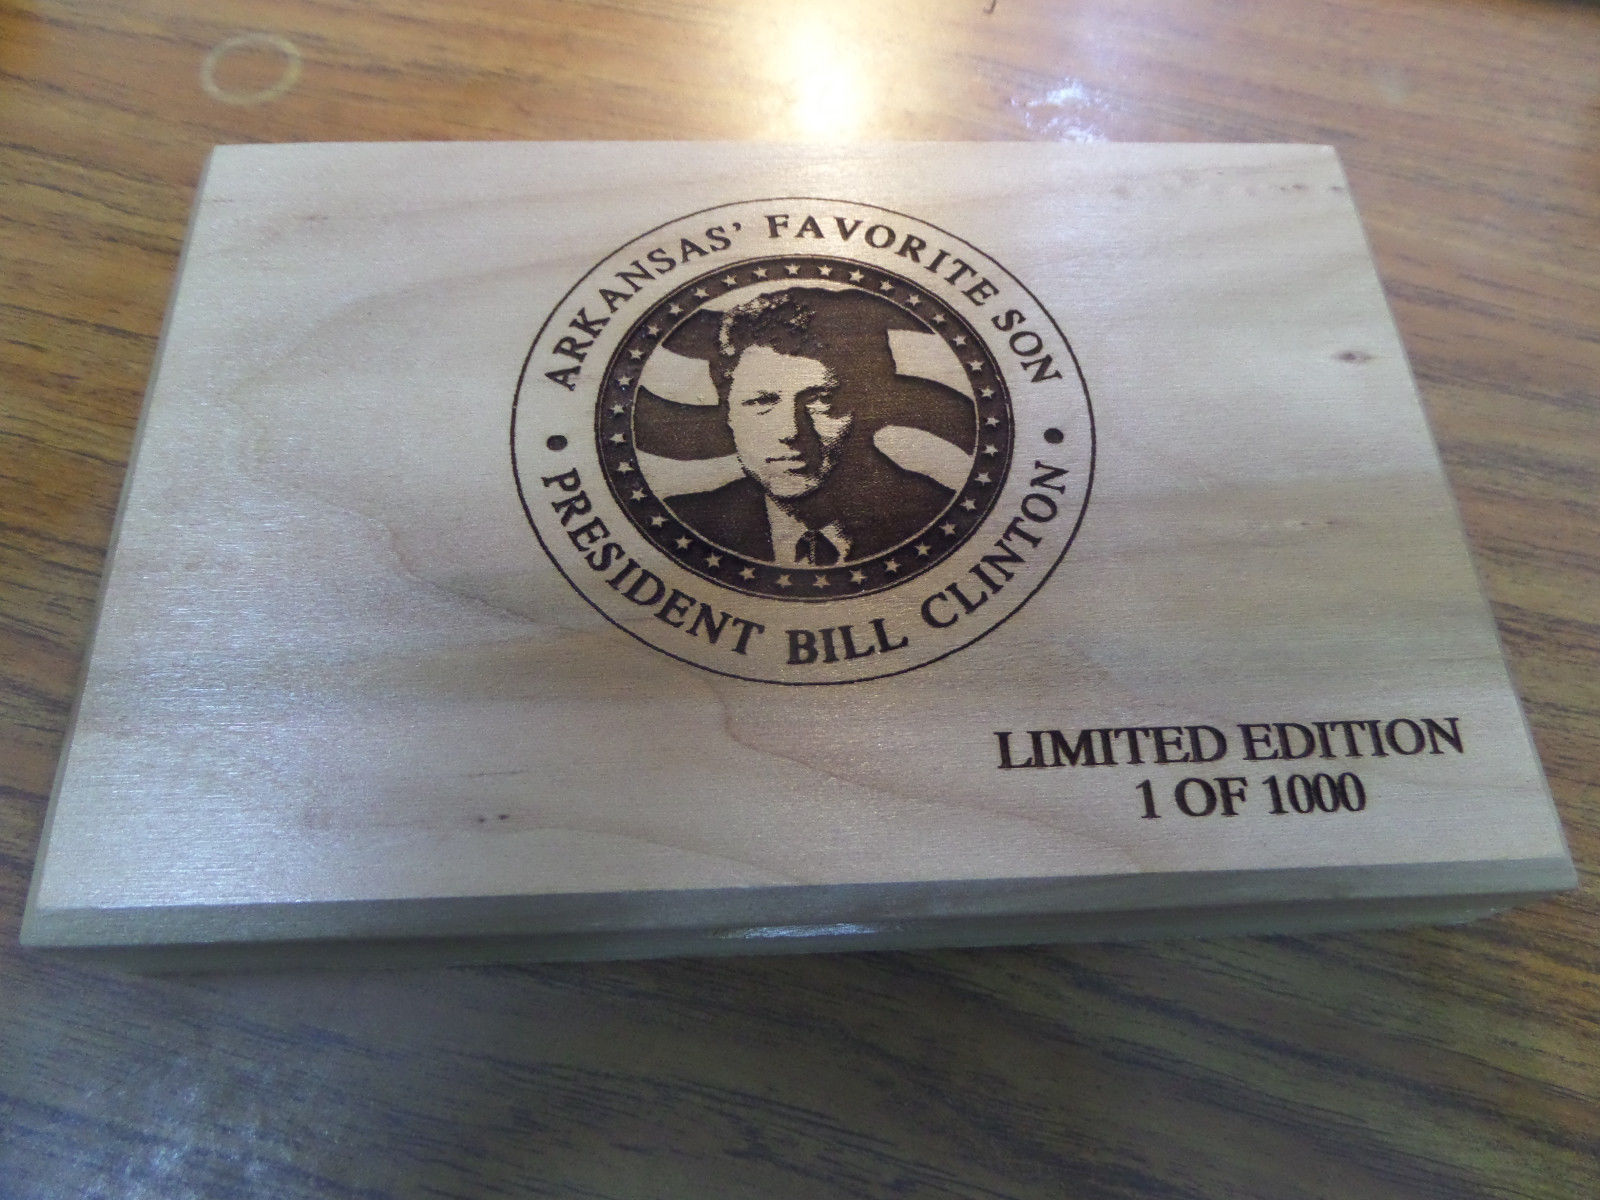 ARKANSAS' FAVORITE SON
• PRESIDENT BILL CLINTON •
LIMITED EDITION
1 OF 1000